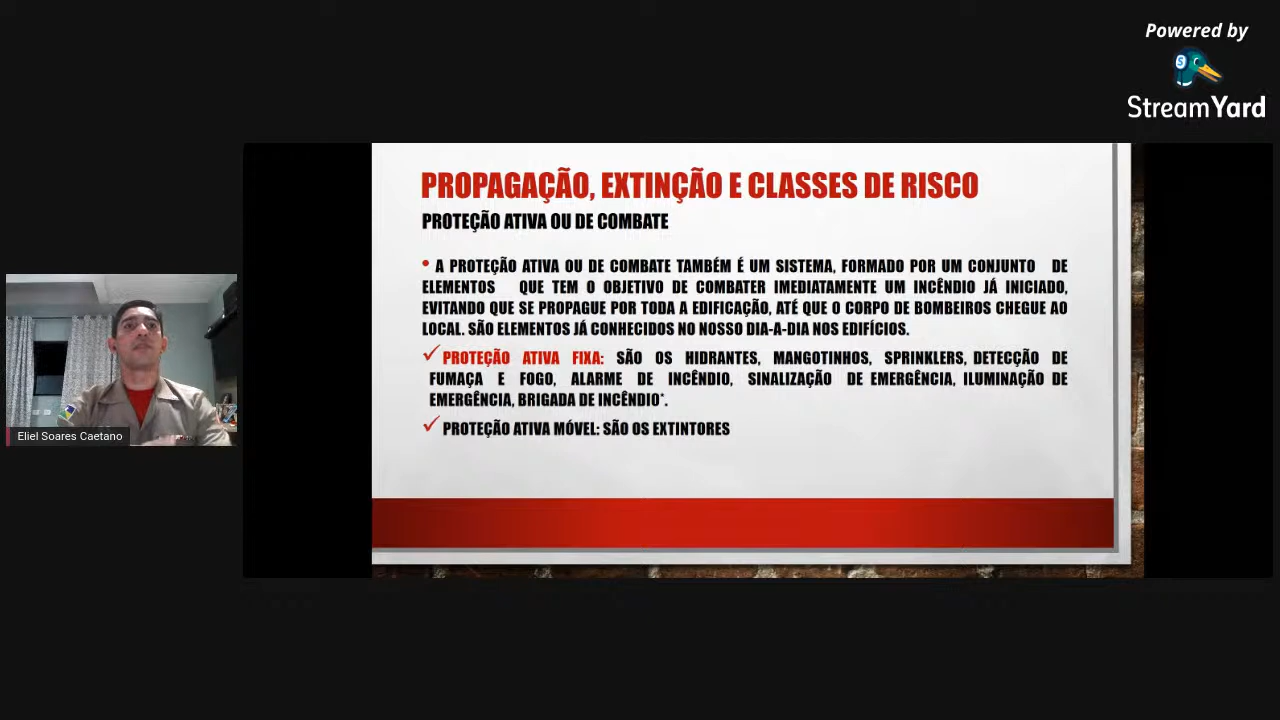 Powered by
StreamYard
PROPAGAÇÃO, EXTINÇÃO E CLASSES DE RISCO
PROTEÇÃO ATIVA OU DE COMBATE
• A PROTEÇÃO ATIVA OU DE COMBATE TAMBÉM É UM SISTEMA, FORMADO POR UM CONJUNTO DE
ELEMENTOS QUE TEM O OBJETIVO DE COMBATER IMEDIATAMENTE UM INCÊNDIO JÁ INICIADO,
EVITANDO QUE SE PROPAGUE POR TODA A EDIFICAÇÃO, ATÉ QUE O CORPO DE BOMBEIROS CHEGUE AO
LOCAL. SÃO ELEMENTOS JÁ CONHECIDOS NO NOSSO DIA-A-DIA NOS EDIFÍCIOS.
✓ PROTEÇÃO ATIVA FIXA: SÃO OS HIDRANTES, MANGOTINHOS, SPRINKLERS, DETECÇÃO DE
FUMAÇA E FOGO, ALARME DE INCÊNDIO, SINALIZAÇÃO DE EMERGÊNCIA, ILUMINAÇÃO DE
EMERGÊNCIA, BRIGADA DE INCÊNDIO*.
✓ PROTEÇÃO ATIVA MÓVEL: SÃO OS EXTINTORES
Eliel Soares Caetano